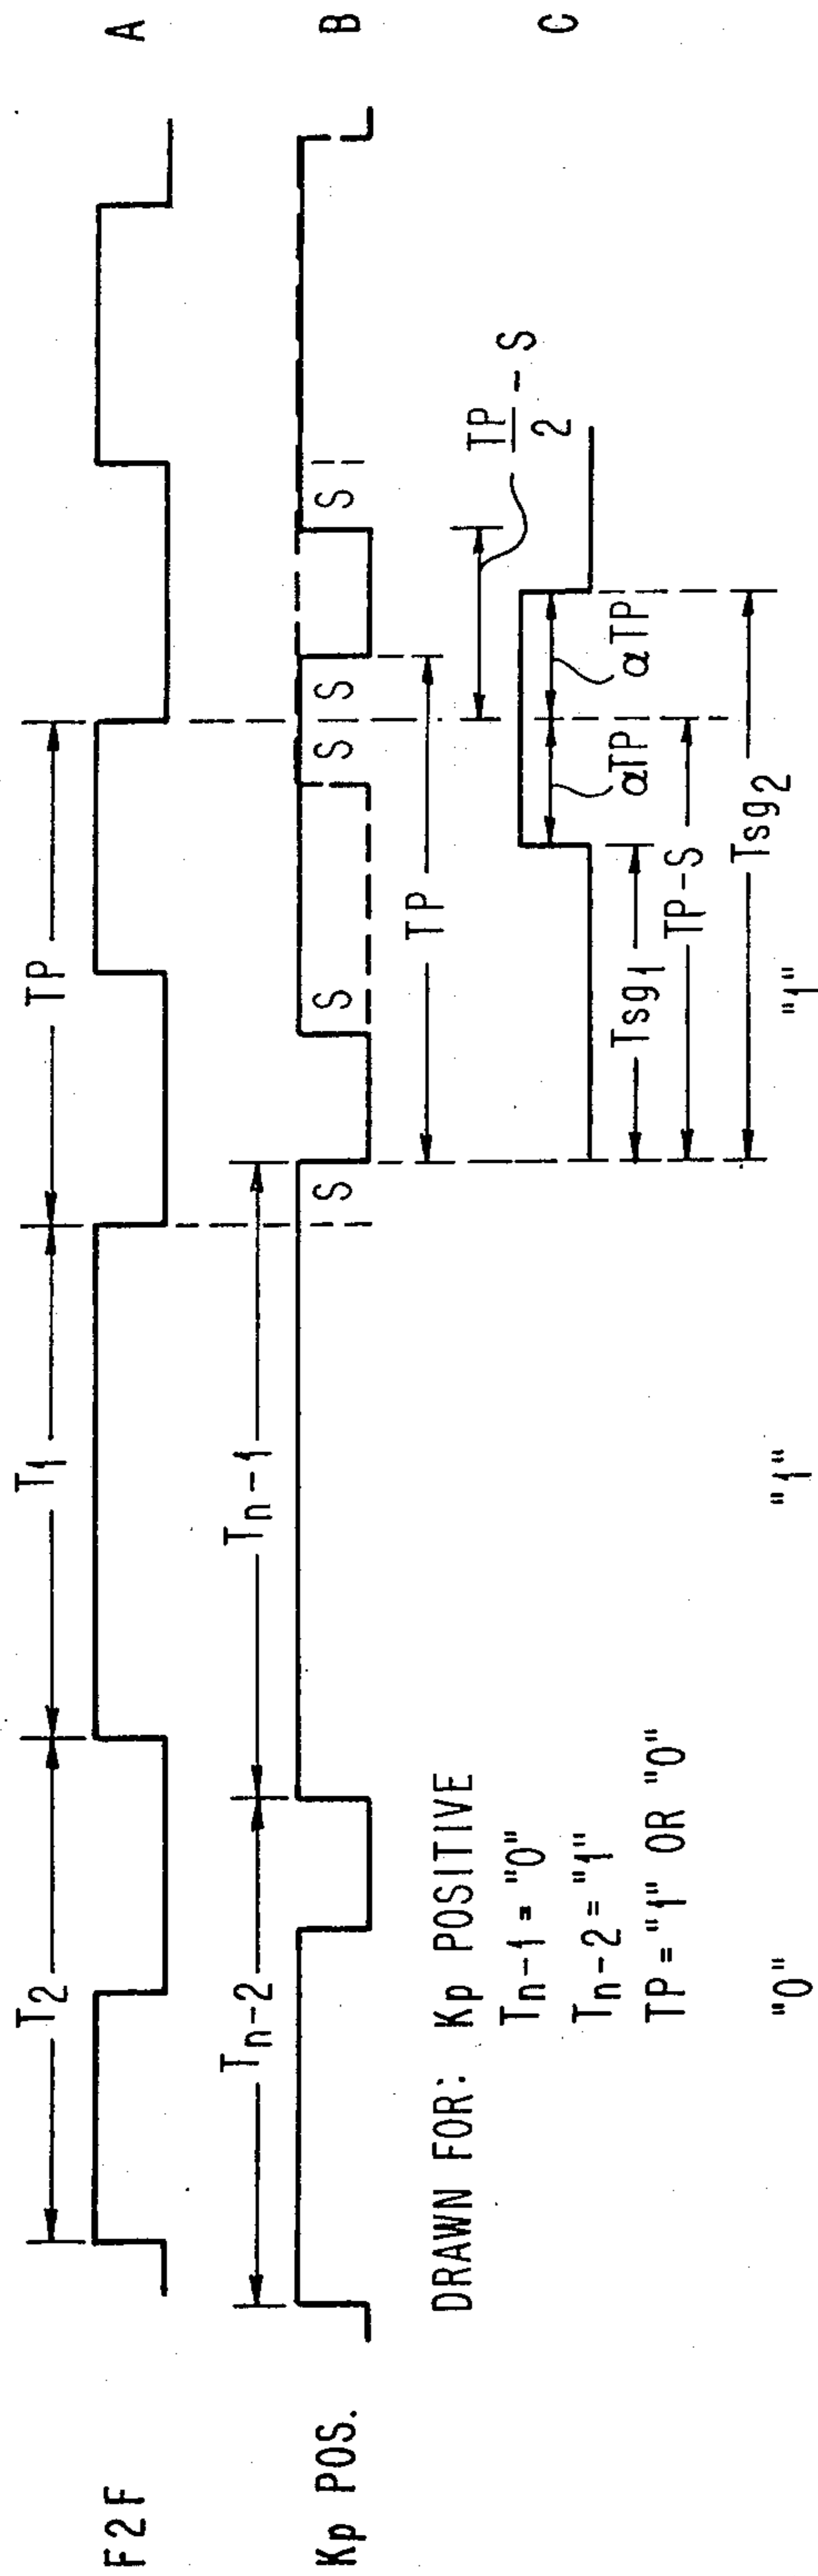 F2F
T2
T1
TP
A
Kp POS.
Tn-2
Tn-1
S
S
S
S
S
B
TP
TP/2 - S
C
αTP
αTP
Tsg1
TP-S
Tsg2
DRAWN FOR: Kp POSITIVE
Tn-1 = "0"
Tn-2 = "1"
TP = "1" OR "0"
"0"
"1"
"1"